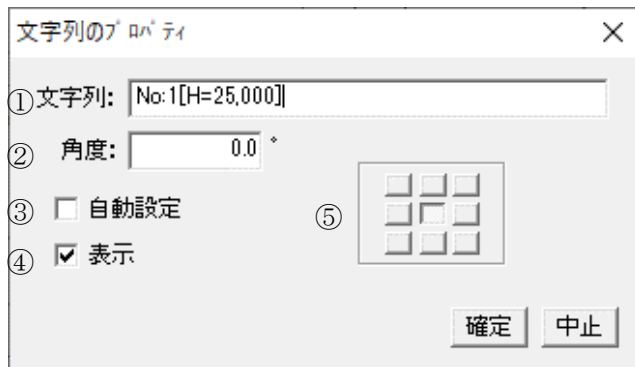 文字列のﾌﾟﾛﾊﾟﾃｨ
①文字列: No:1[H=25,000]
② 角度: 0.0 °
③ 自動設定
⑤
④ 表示
確定 中止